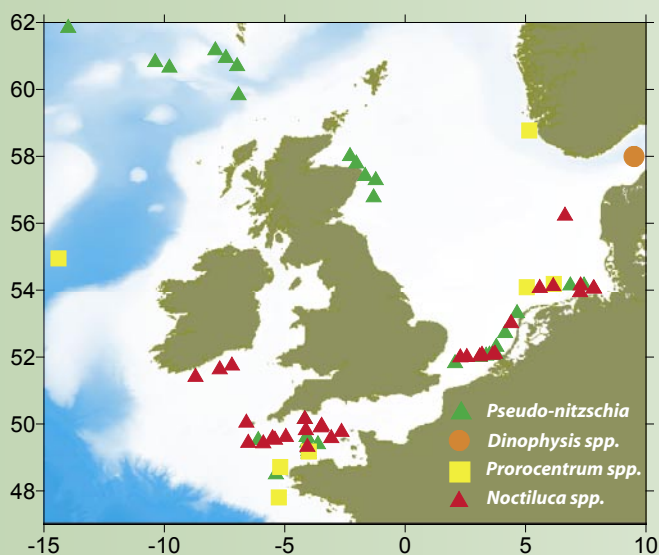 62
60
58
56
54
52
50
48
Pseudo-nitzschia
Dinophysis spp.
Prorocentrum spp.
Noctiluca spp.
-15 -10 -5 0 5 10